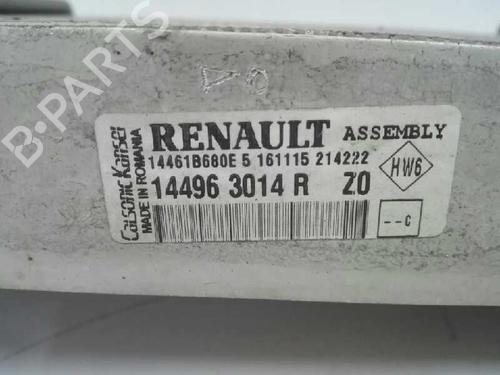 B-PARTS
Calsonic Kansei
MADE IN ROMANIA
RENAULT ASSEMBLY
14461B680E 5 161115 214222
14496 3014 R Z0
HW6
--C